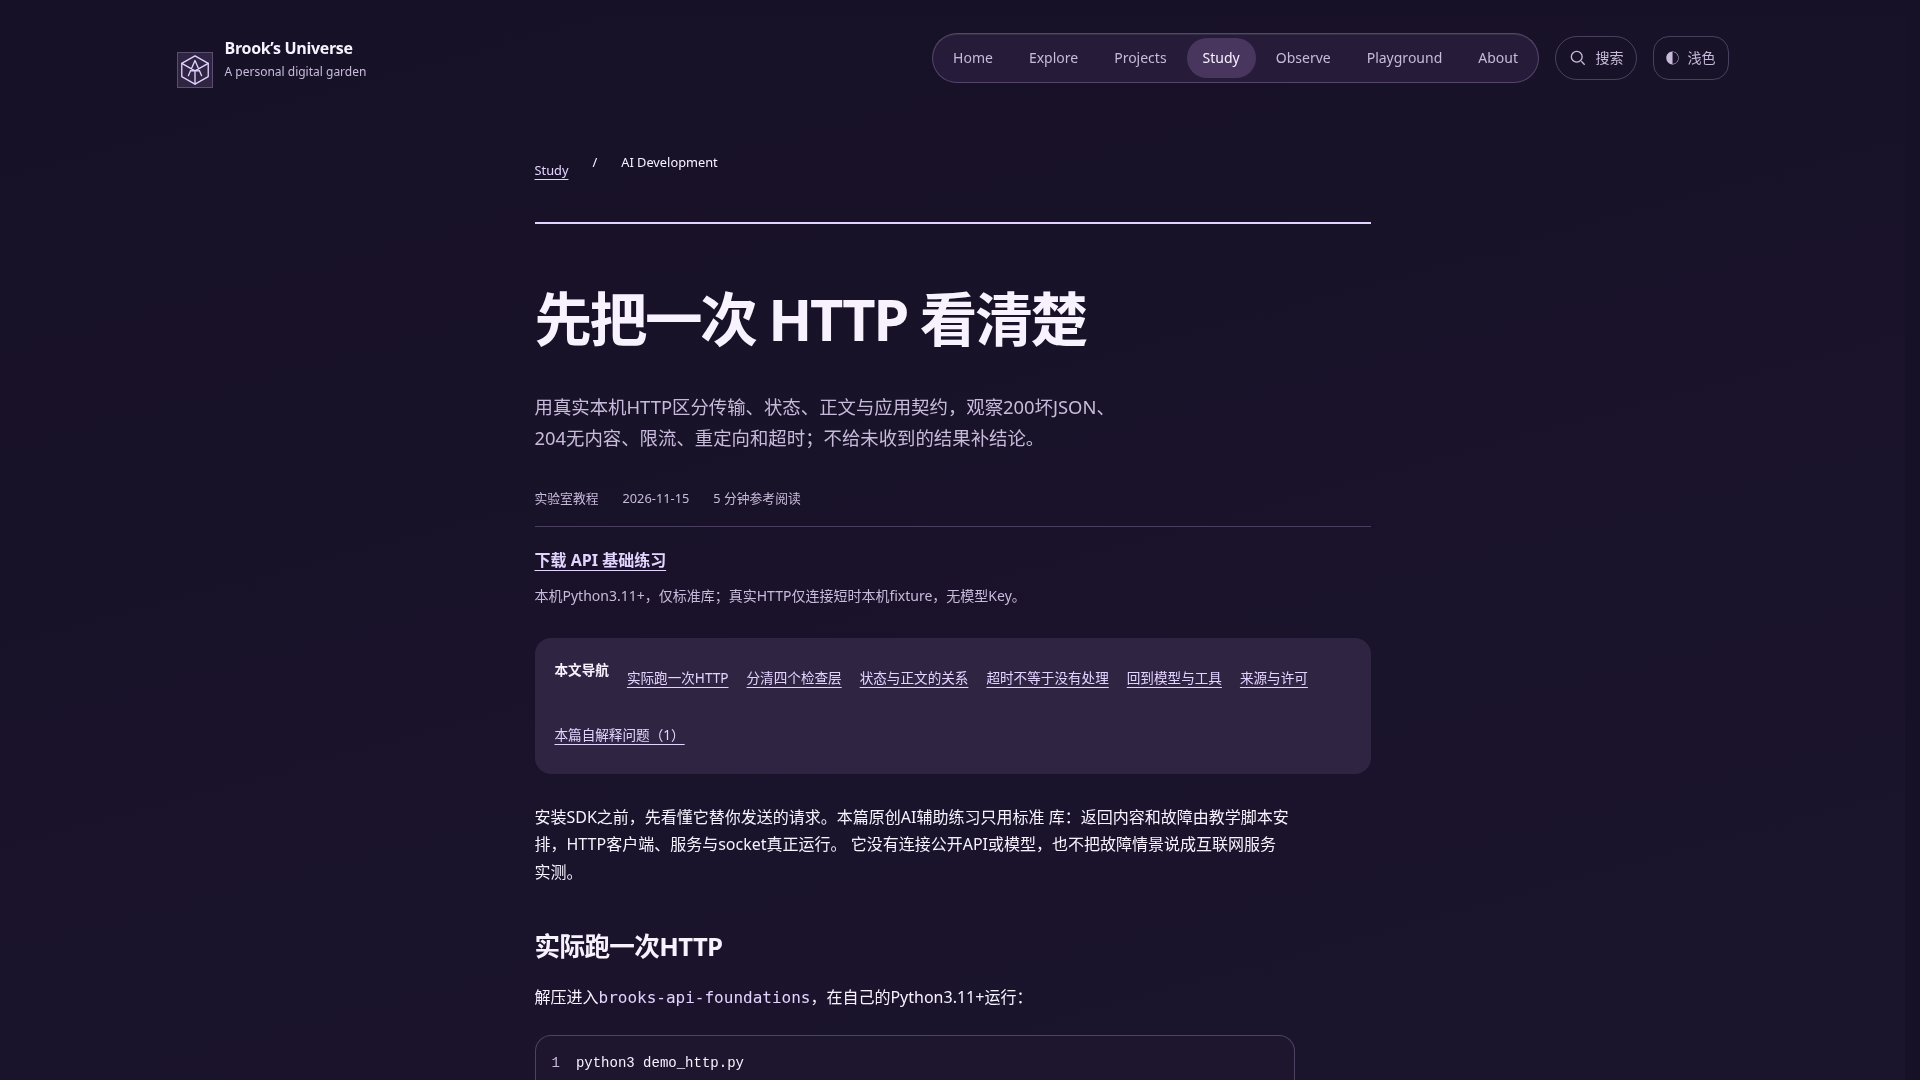 Brook’s Universe
A personal digital garden
Home Explore Projects Study Observe Playground About 搜索 浅色
Study / AI Development
先把一次 HTTP 看清楚
用真实本机HTTP区分传输、状态、正文与应用契约，观察200坏JSON、
204无内容、限流、重定向和超时；不给未收到的结果补结论。
实验室教程 2026-11-15 5 分钟参考阅读
下载 API 基础练习
本机Python3.11+，仅标准库；真实HTTP仅连接短时本机fixture，无模型Key。
本文导航 实际跑一次HTTP 分清四个检查层 状态与正文的关系 超时不等于没有处理 回到模型与工具 来源与许可
本篇自解释问题（1）
安装SDK之前，先看懂它替你发送的请求。本篇原创AI辅助练习只用标准 库：返回内容和故障由教学脚本安
排，HTTP客户端、服务与socket真正运行。 它没有连接公开API或模型，也不把故障情景说成互联网服务
实测。
实际跑一次HTTP
解压进入brooks-api-foundations，在自己的Python3.11+运行：
1 python3 demo_http.py